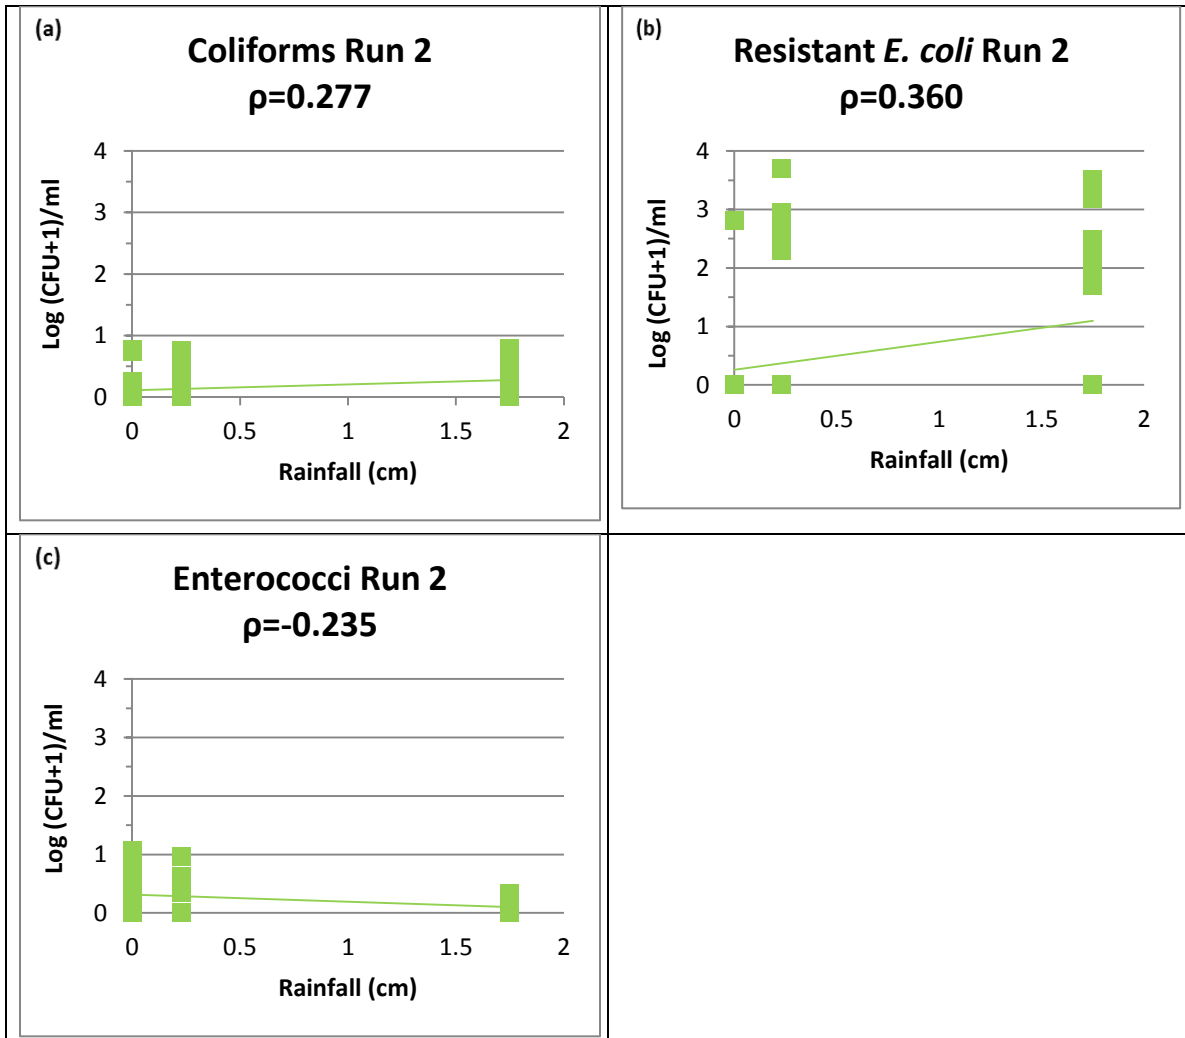 (a)
Coliforms Run 2
ρ=0.277
4
3
2
1
0
Log (CFU+1)/ml
0 0.5 1 1.5 2
Rainfall (cm)
(b)
Resistant E. coli Run 2
ρ=0.360
4
3
2
1
0
Log (CFU+1)/ml
0 0.5 1 1.5 2
Rainfall (cm)
(c)
Enterococci Run 2
ρ=-0.235
4
3
2
1
0
Log (CFU+1)/ml
0 0.5 1 1.5 2
Rainfall (cm)